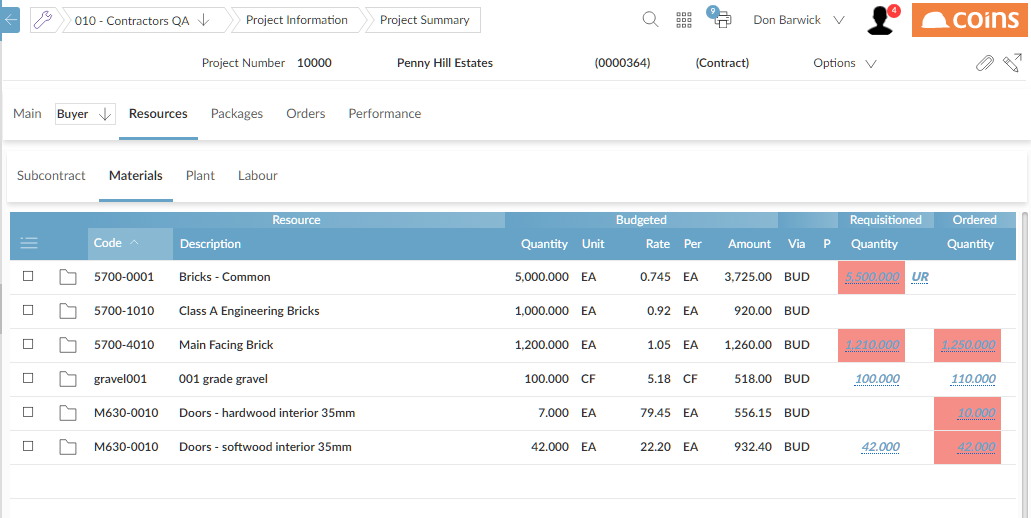 010 - Contractors QA Project Information Project Summary 9 Don Barwick 4 coins
Project Number 10000 Penny Hill Estates (0000364) (Contract) Options
Main Buyer Resources Packages Orders Performance
Subcontract Materials Plant Labour
Resource Budgeted Requisitioned Ordered
Code Description Quantity Unit Rate Per Amount Via P Quantity Quantity
5700-0001 Bricks - Common 5,000.000 EA 0.745 EA 3,725.00 BUD 5,500.000 UR
5700-1010 Class A Engineering Bricks 1,000.000 EA 0.92 EA 920.00 BUD
5700-4010 Main Facing Brick 1,200.000 EA 1.05 EA 1,260.00 BUD 1,210.000 1,250.000
gravel001 001 grade gravel 100.000 CF 5.18 CF 518.00 BUD 100.000 110.000
M630-0010 Doors - hardwood interior 35mm 7.000 EA 79.45 EA 556.15 BUD 10.000
M630-0010 Doors - softwood interior 35mm 42.000 EA 22.20 EA 932.40 BUD 42.000 42.000